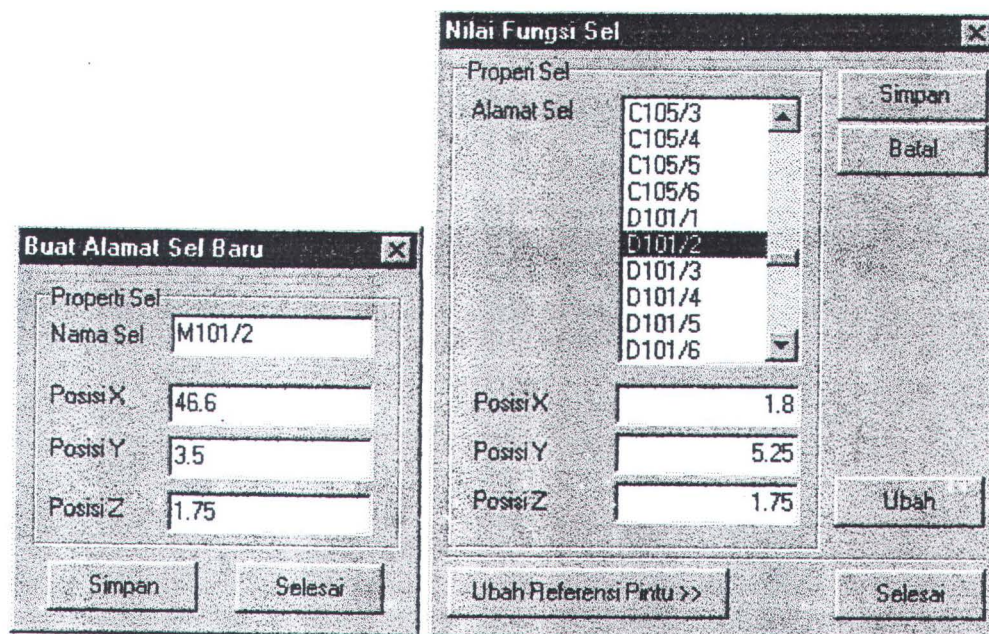 Buat Alamat Sel Baru
Properti Sel
Nama Sel
M101/2
Posisi X
46.6
Posisi Y
3.5
Posisi Z
1.75
Simpan
Selesai
Nilai Fungsi Sel
Properi Sel
Alamat Sel
C105/3
C105/4
C105/5
C105/6
D101/1
D101/2
D101/3
D101/4
D101/5
D101/6
Posisi X
1.8
Posisi Y
5.25
Posisi Z
1.75
Simpan
Batal
Ubah
Ubah Referensi Pintu >>
Selesai